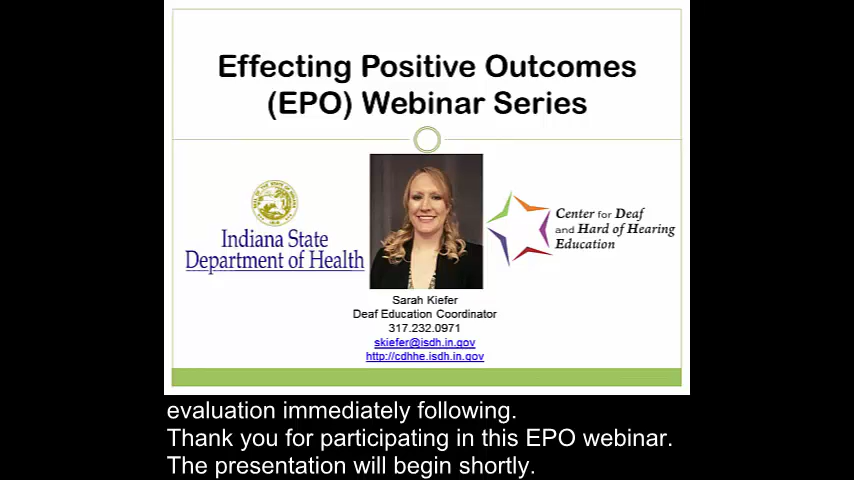 Effecting Positive Outcomes
(EPO) Webinar Series
Indiana State
Department of Health
Center for Deaf
and Hard of Hearing
Education
Sarah Kiefer
Deaf Education Coordinator
317.232.0971
skiefer@isdh.in.gov
http://cdhhe.isdh.in.gov
evaluation immediately following.
Thank you for participating in this EPO webinar.
The presentation will begin shortly.